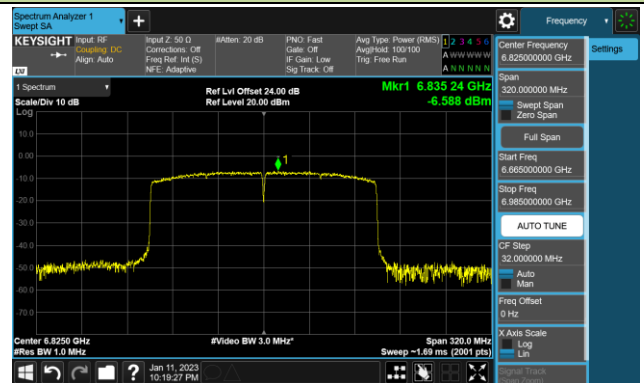 Spectrum Analyzer 1
Swept SA
Frequency
KEYSIGHT
Input: RF
Coupling: DC
Align: Auto
Input Z: 50 Ω
Corrections: Off
Freq Ref: Int (S)
NFE: Adaptive
#Atten: 20 dB
PNO: Fast
Gate: Off
IF Gain: Low
Sig Track: Off
Avg Type: Power (RMS)
Avg|Hold: 100/100
Trig: Free Run
1 2 3 4 5 6
A W W W W W
A N N N N N
LXI
1 Spectrum
Scale/Div 10 dB
Log
Ref Lvl Offset 24.00 dB
Ref Level 20.00 dBm
Mkr1 6.835 24 GHz
-6.588 dBm
1
10.0
0.00
-10.0
-20.0
-30.0
-40.0
-50.0
-60.0
-70.0
Center 6.8250 GHz
#Res BW 1.0 MHz
#Video BW 3.0 MHz*
Span 320.0 MHz
Sweep ~1.69 ms (2001 pts)
Jan 11, 2023
10:19:27 PM
Center Frequency
6.825000000 GHz
Settings
Span
320.000000 MHz
Swept Span
Zero Span
Full Span
Start Freq
6.665000000 GHz
Stop Freq
6.985000000 GHz
AUTO TUNE
CF Step
32.000000 MHz
Auto
Man
Freq Offset
0 Hz
X Axis Scale
Log
Lin
Signal Track
(Span Zoom)